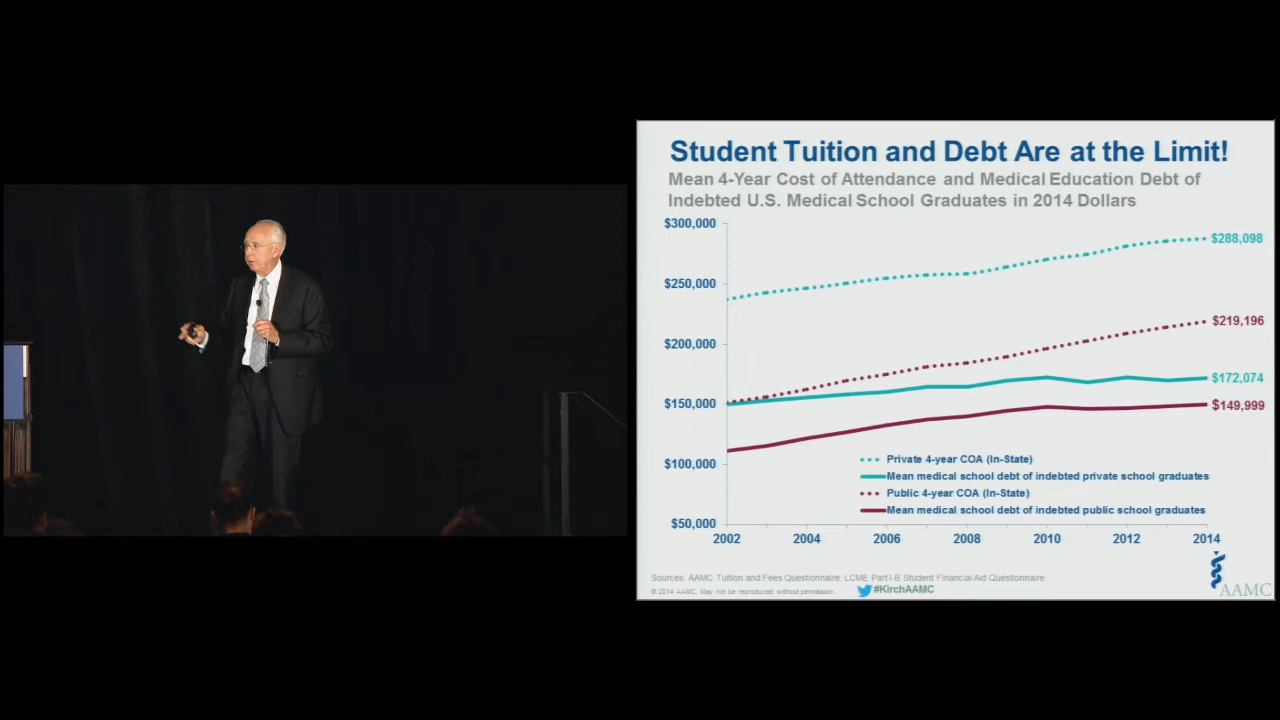 Student Tuition and Debt Are at the Limit!
Mean 4-Year Cost of Attendance and Medical Education Debt of
Indebted U.S. Medical School Graduates in 2014 Dollars
$300,000
$250,000
$200,000
$150,000
$100,000
$50,000
$288,098
$219,196
$172,074
$149,999
Private 4-year COA (In-State)
Mean medical school debt of indebted private school graduates
Public 4-year COA (In-State)
Mean medical school debt of indebted public school graduates
2002 2004 2006 2008 2010 2012 2014
Sources: AAMC Tuition and Fees Questionnaire, LCME Part I-B Student Financial Aid Questionnaire
© 2014 AAMC. May not be reproduced without permission.
#KirchAAMC
AAMC